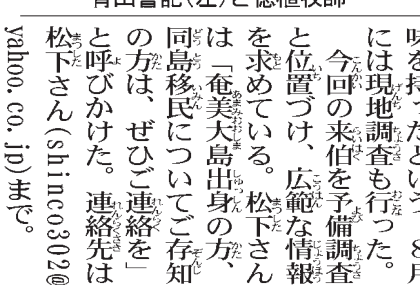 味を持ったという。8月
には現地調査も行った。
今回の来伯を予備調査
と位置づけ、広範な情報
を求めている。松下さん
は「奄美大島出身の方、
同島移民についてご存知
の方は、ぜひご連絡を」
と呼びかけた。連絡先は
松下さん(shinco302@
yahoo.co.jp)まで。